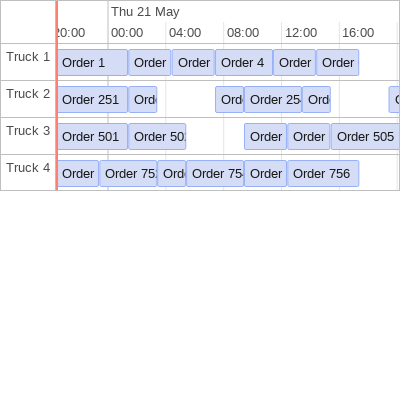 Thu 21 May
20:00 00:00 04:00 08:00 12:00 16:00
Truck 1 Order 1 Order Order Order 4 Order Order
Truck 2 Order 251 Ord Ord Order 25 Ord
Truck 3 Order 501 Order 50 Order Order Order 505
Truck 4 Order Order 75 Ord Order 75 Order Order 756